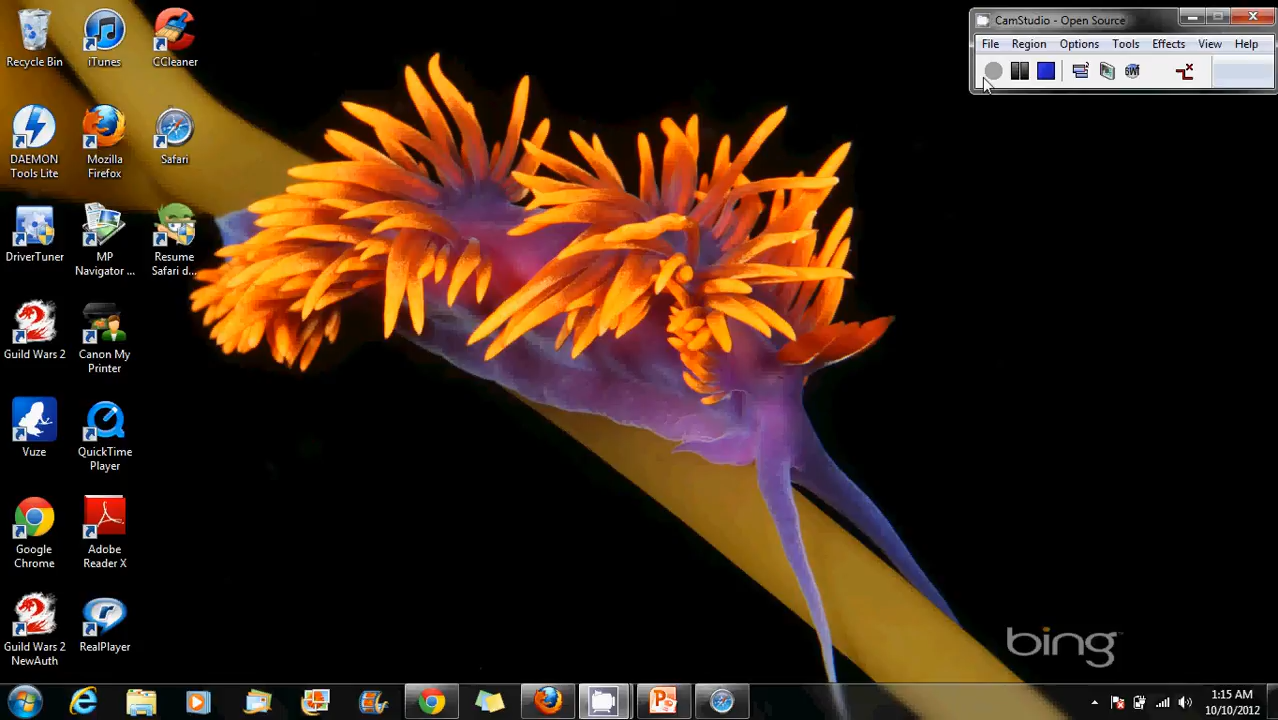 CamStudio - Open Source
File Region Options Tools Effects View Help
Recycle Bin
iTunes
CCleaner
DAEMON
Tools Lite
Mozilla
Firefox
Safari
DriverTuner
MP
Navigator ...
Resume
Safari d...
Guild Wars 2
Canon My
Printer
Vuze
QuickTime
Player
Google
Chrome
Adobe
Reader X
Guild Wars 2
NewAuth
RealPlayer
bing
1:15 AM
10/10/2012